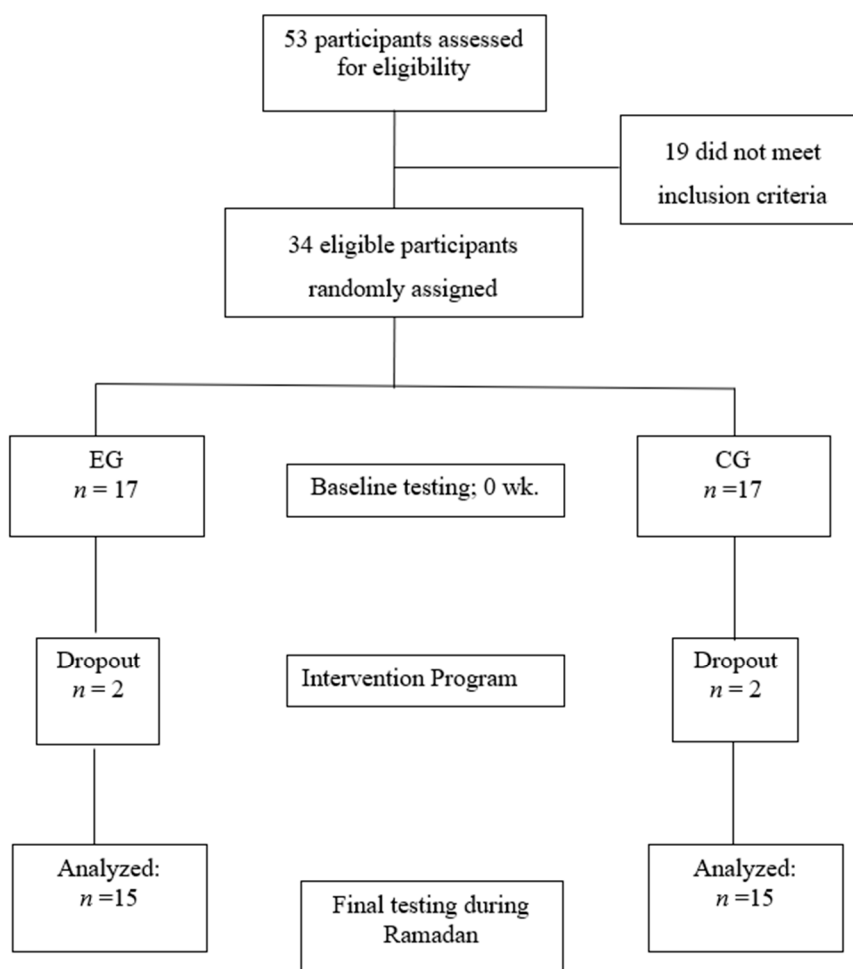 53 participants assessed
for eligibility
19 did not meet
inclusion criteria
34 eligible participants
randomly assigned
EG
n = 17
Baseline testing; 0 wk.
CG
n =17
Dropout
n = 2
Intervention Program
Dropout
n = 2
Analyzed:
n =15
Final testing during
Ramadan
Analyzed:
n =15